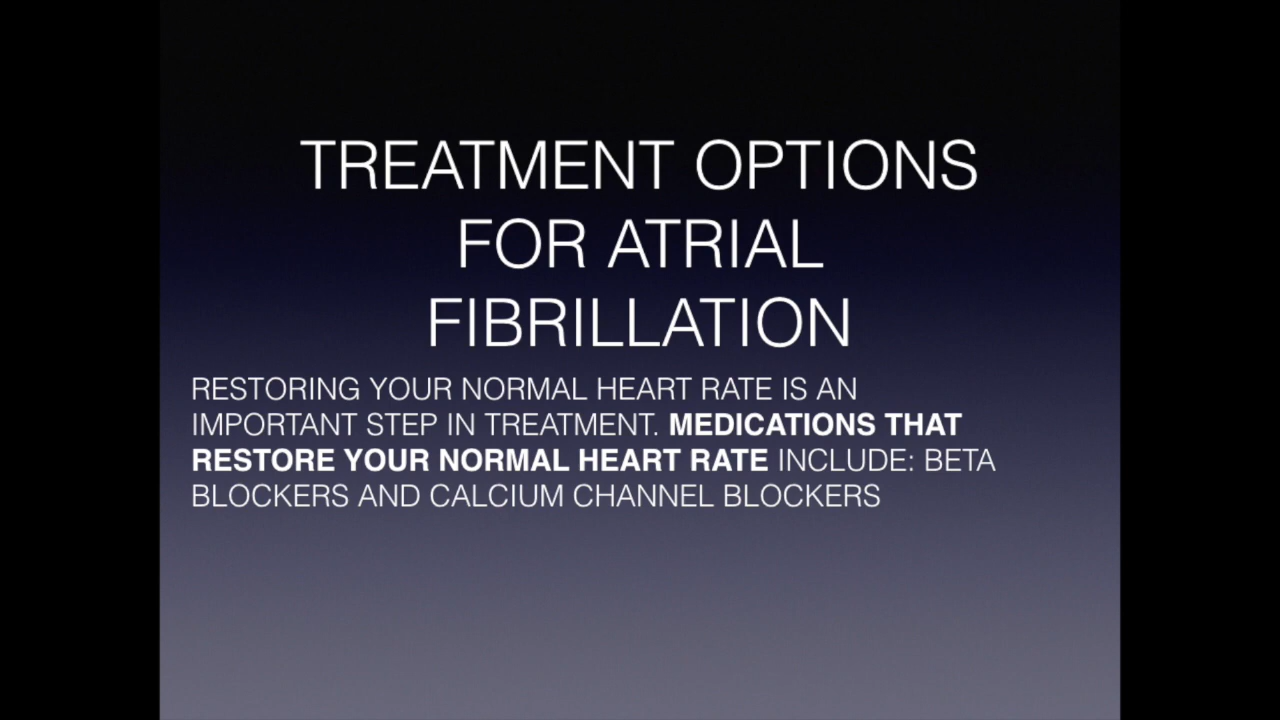 TREATMENT OPTIONS
FOR ATRIAL
FIBRILLATION
RESTORING YOUR NORMAL HEART RATE IS AN
IMPORTANT STEP IN TREATMENT. MEDICATIONS THAT
RESTORE YOUR NORMAL HEART RATE INCLUDE: BETA
BLOCKERS AND CALCIUM CHANNEL BLOCKERS